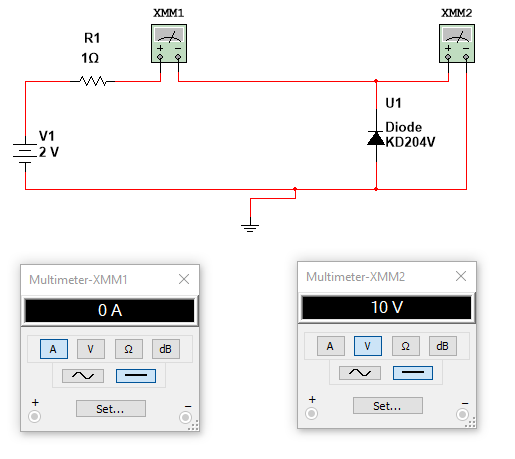 XMM1
XMM2
R1
1Ω
U1
Diode
KD204V
V1
2 V
+ −
+ −
Multimeter-XMM1
0 A
A V Ω dB
+ −
Set...
Multimeter-XMM2
10 V
A V Ω dB
+ −
Set...